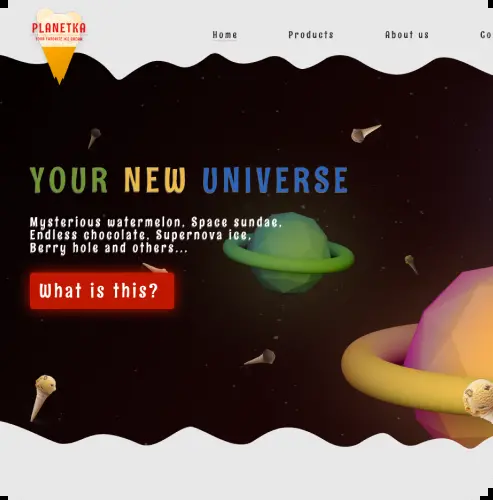 PLANETKA
YOUR FAVORITE ICE CREAM
Home
Products
About us
Co
YOUR NEW UNIVERSE
Mysterious watermelon, Space sundae,
Endless chocolate, Supernova ice,
Berry hole and others...
What is this?